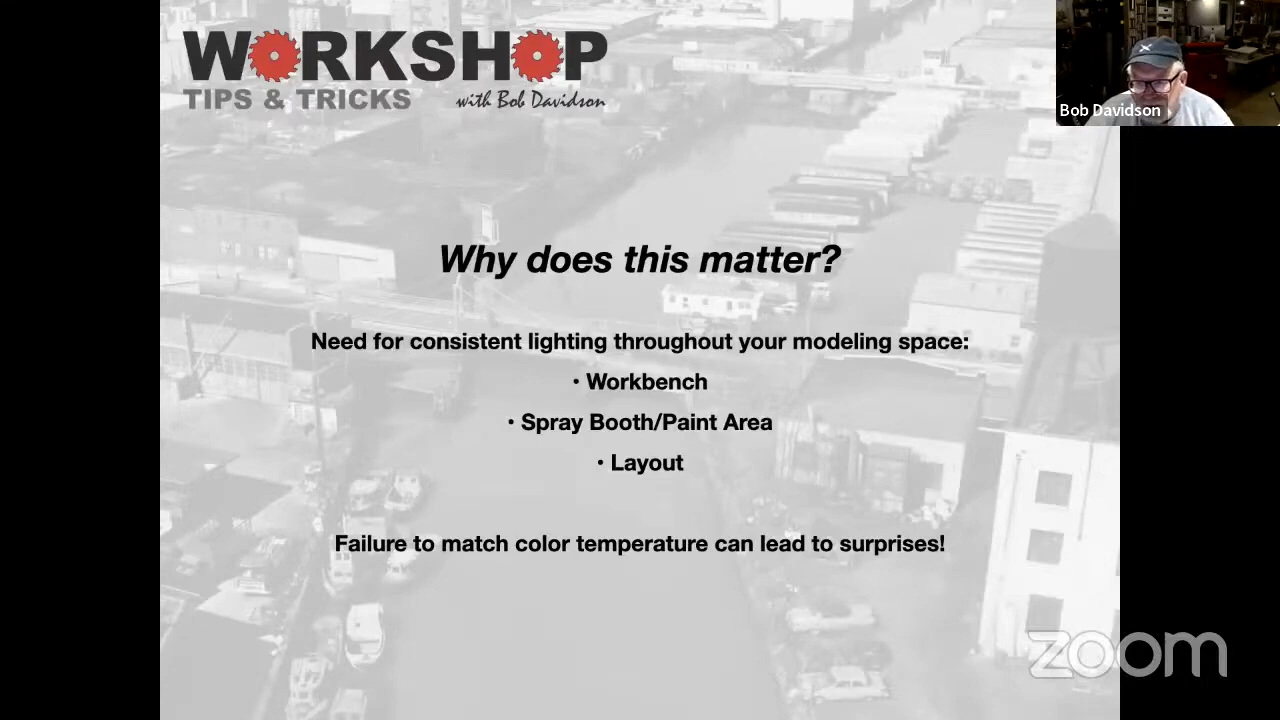 WORKSHOP
TIPS & TRICKS with Bob Davidson
Bob Davidson
Why does this matter?
Need for consistent lighting throughout your modeling space:
• Workbench
• Spray Booth/Paint Area
• Layout
Failure to match color temperature can lead to surprises!
zoom